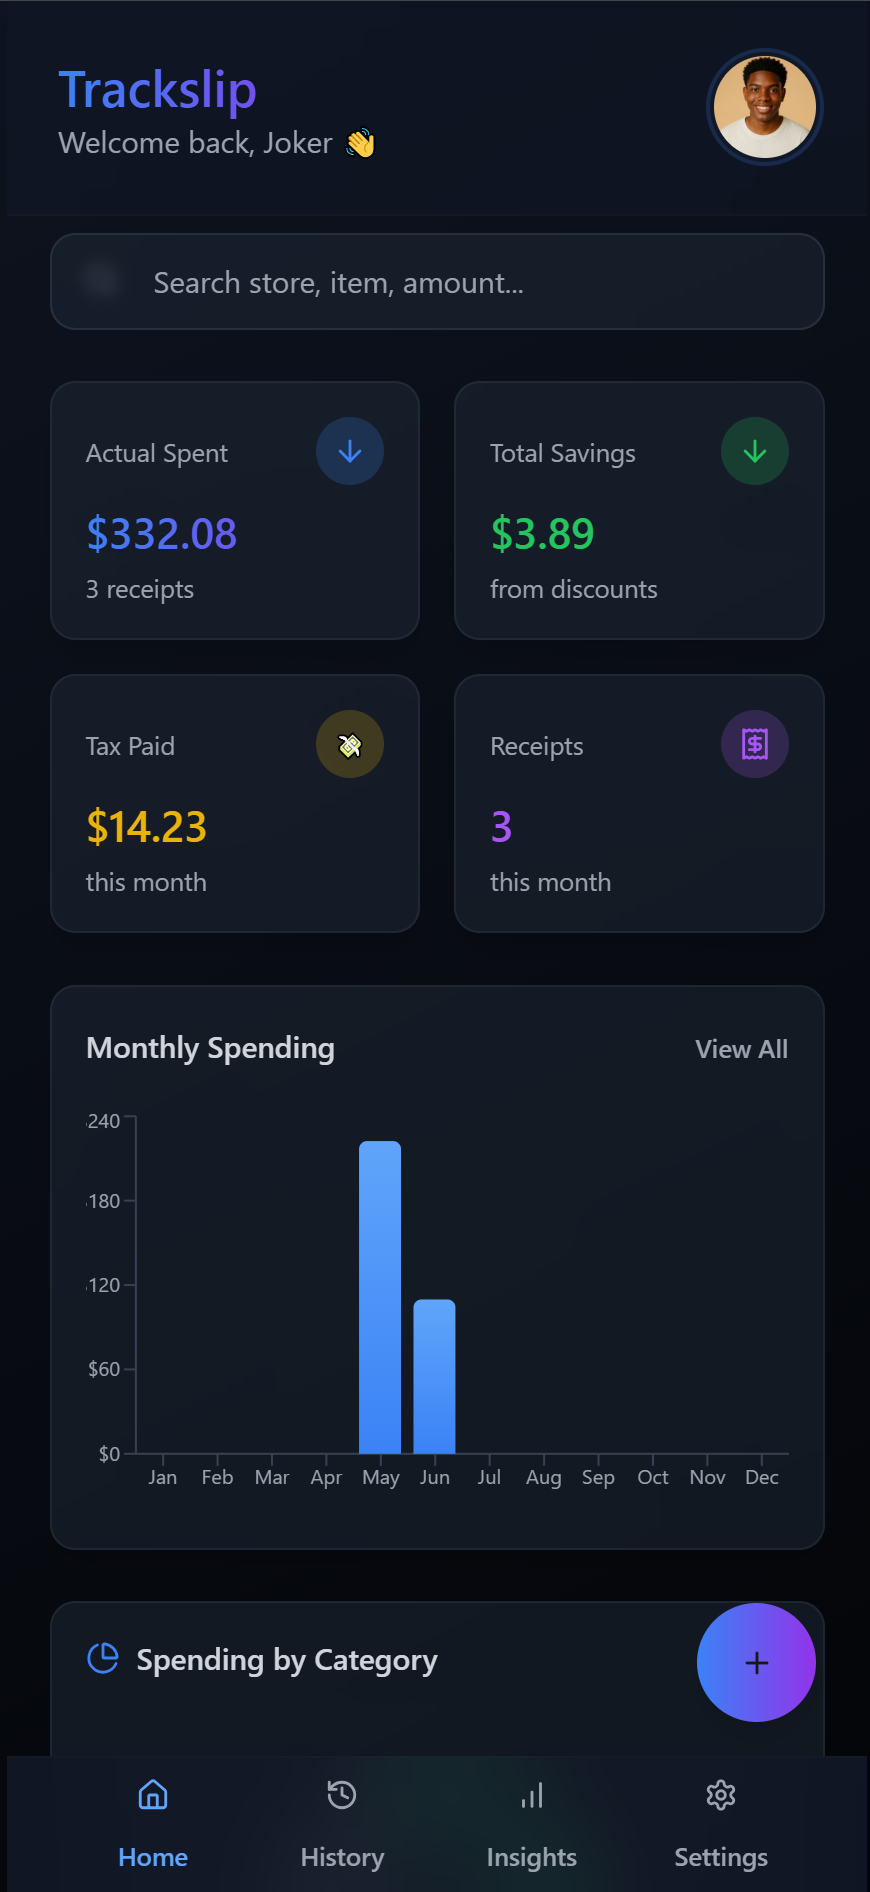 Trackslip
Welcome back, Joker 👋
Search store, item, amount...
Actual Spent
$332.08
3 receipts
Total Savings
$3.89
from discounts
Tax Paid
$14.23
this month
Receipts
3
this month
Monthly Spending
View All
240
180
120
$60
$0
Jan Feb Mar Apr May Jun Jul Aug Sep Oct Nov Dec
Spending by Category
Home History Insights Settings